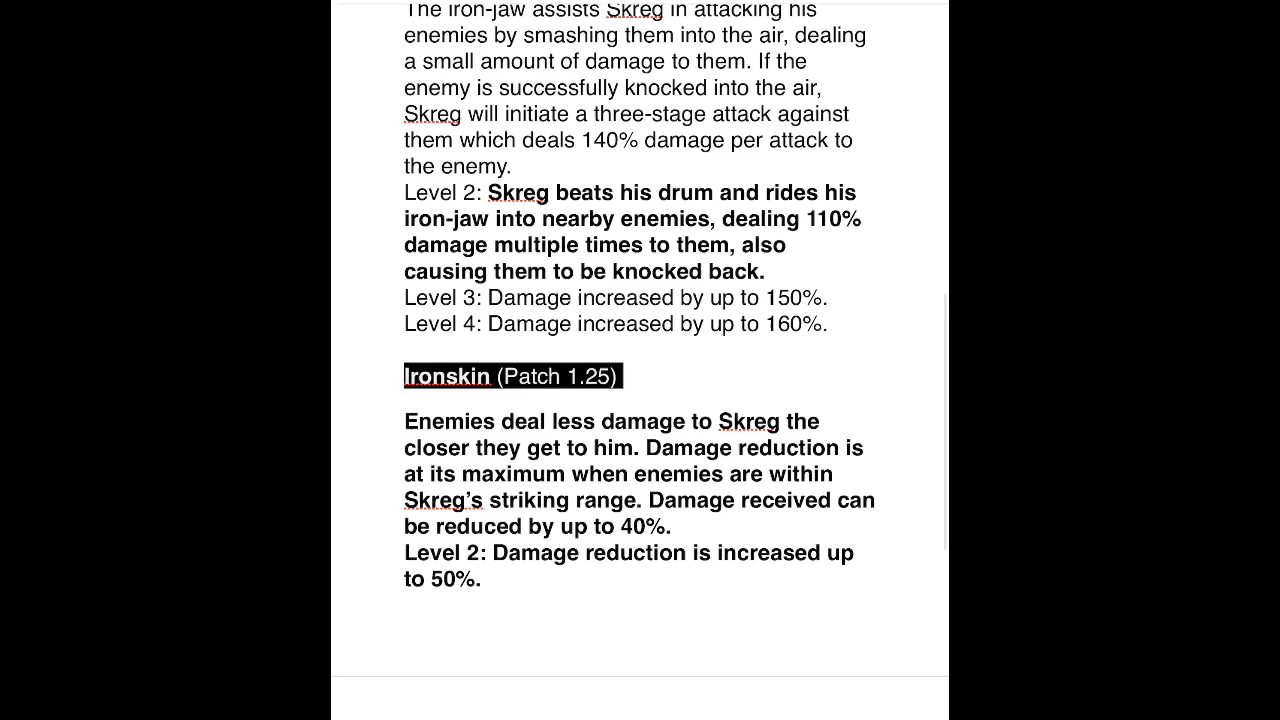 The iron-jaw assists Skreg in attacking his
enemies by smashing them into the air, dealing
a small amount of damage to them. If the
enemy is successfully knocked into the air,
Skreg will initiate a three-stage attack against
them which deals 140% damage per attack to
the enemy.
Level 2: Skreg beats his drum and rides his
iron-jaw into nearby enemies, dealing 110%
damage multiple times to them, also
causing them to be knocked back.
Level 3: Damage increased by up to 150%.
Level 4: Damage increased by up to 160%.
Ironskin (Patch 1.25)
Enemies deal less damage to Skreg the
closer they get to him. Damage reduction is
at its maximum when enemies are within
Skreg’s striking range. Damage received can
be reduced by up to 40%.
Level 2: Damage reduction is increased up
to 50%.